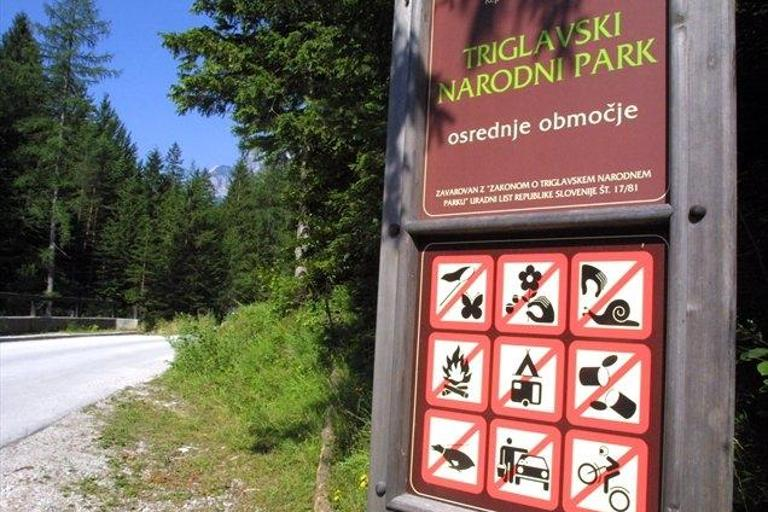 TRIGLAVSKI
NARODNI PARK
osrednje območje
ZAVAROVAN Z "ZAKONOM O TRIGLAVSKEM NARODNEM
PARKU" URADNI LIST REPUBLIKE SLOVENIJE ŠT. 17/81